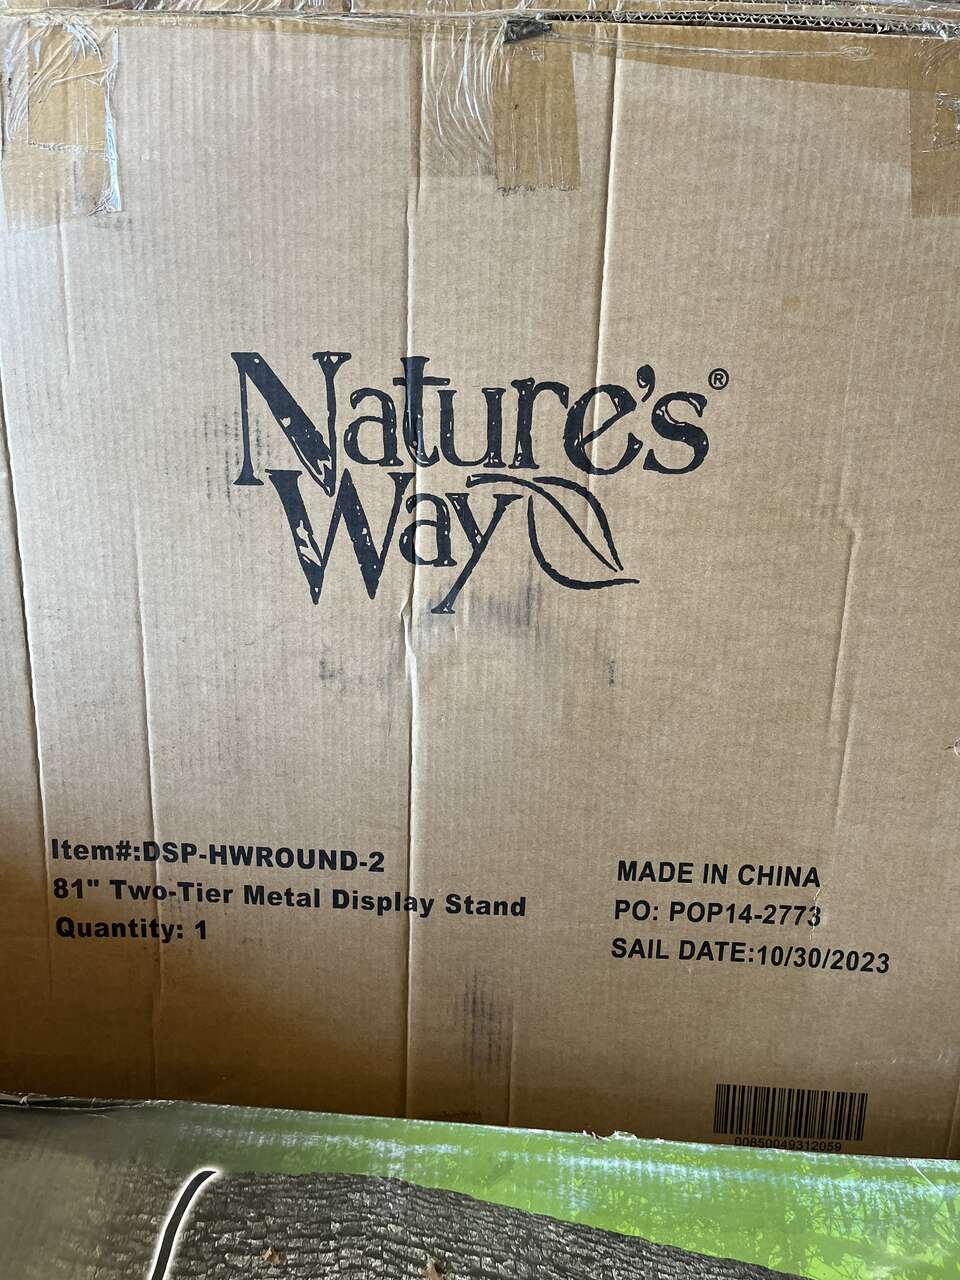 Nature's®
Way
Item#:DSP-HWROUND-2
81" Two-Tier Metal Display Stand
Quantity: 1
MADE IN CHINA
PO: POP14-2773
SAIL DATE:10/30/2023
00850049312059